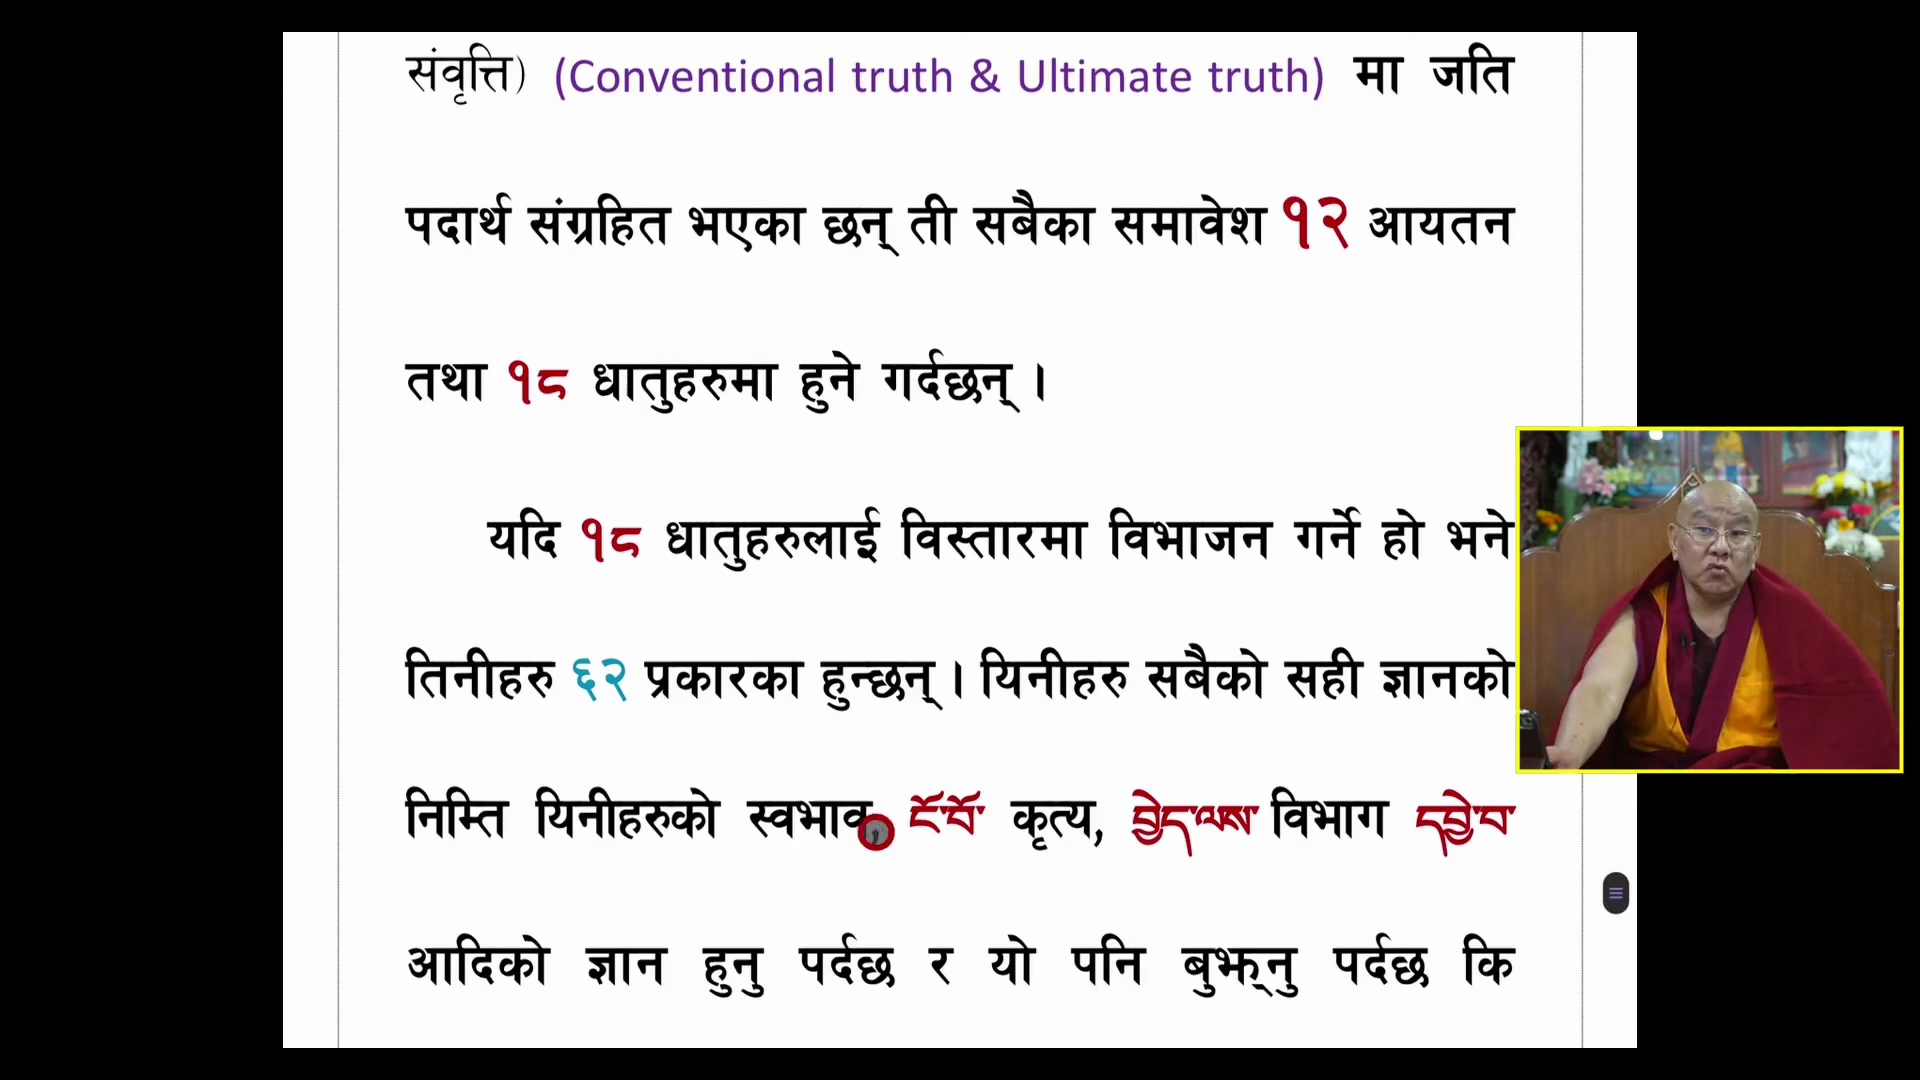 संवृत्ति) (Conventional truth & Ultimate truth) मा जति
पदार्थ संग्रहित भएका छन् ती सबैका समावेश १२ आयतन
तथा १८ धातुहरुमा हुने गर्दछन् ।
यदि १८ धातुहरुलाई विस्तारमा विभाजन गर्ने हो भने
तिनीहरु ६२ प्रकारका हुन्छन् । यिनीहरु सबैको सही ज्ञानको
निम्ति यिनीहरुको स्वभाव, ངོ་བོ་ कृत्य, བྱེད་ལས་ विभाग དབྱེ་བ་
आदिको ज्ञान हुनु पर्दछ र यो पनि बुझ्नु पर्दछ कि